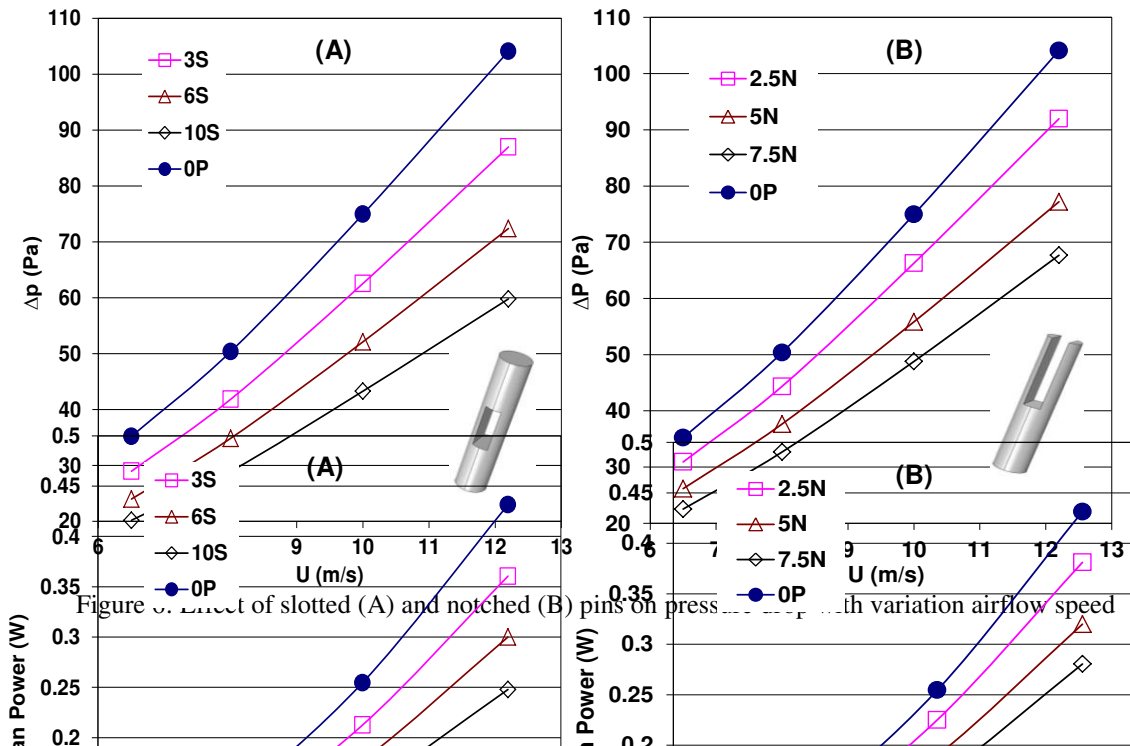 110
100
90
80
70
60
50
40
30
20
Δp (Pa)
(A)
3S
6S
10S
0P
6
9
10
11
12
13
U (m/s)
110
100
90
80
70
60
50
40
30
20
ΔP (Pa)
(B)
2.5N
5N
7.5N
0P
7
9
10
11
12
13
U (m/s)
of slotted (A) and notched (B) pins on
with variation airflow speed
0.5
0.45
0.4
0.35
0.3
0.25
0.2
an Power (W)
(A)
3S
6S
10S
0P
0.5
0.45
0.4
0.35
0.3
0.25
0.2
n Power (W)
(B)
2.5N
5N
7.5N
0P